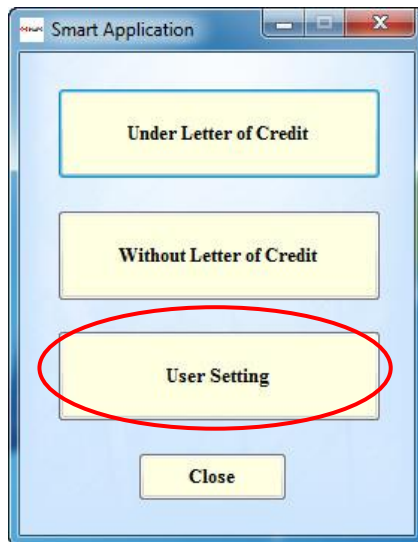 Smart Application
Under Letter of Credit
Without Letter of Credit
User Setting
Close